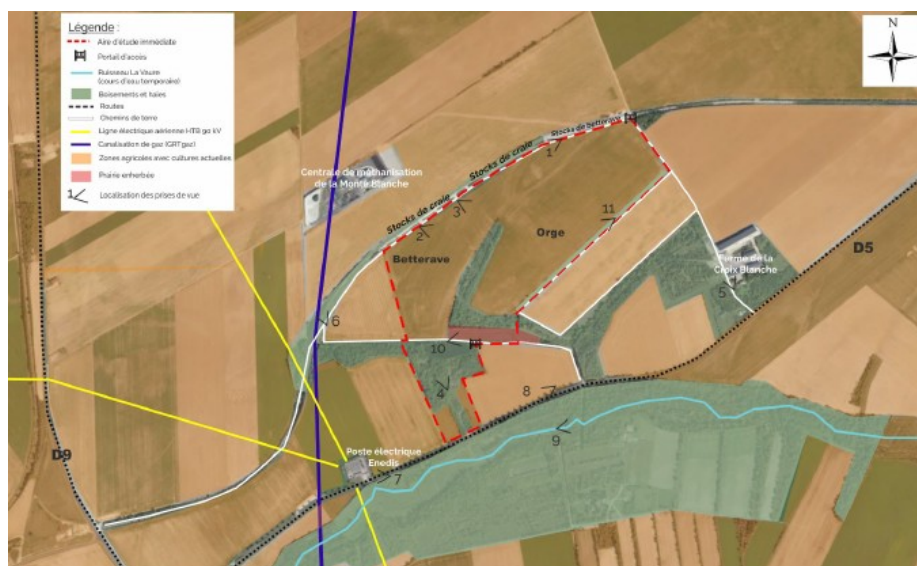 Légende :
Aire d'étude immédiate
Portail d'accès
Ruisseau La Vaure
(cours d'eau temporaire)
Boisements et haies
Routes
Chemins de terre
Ligne électrique aérienne HTB 90 kV
Canalisation de gaz (GRTgaz)
Zones agricoles avec cultures actuelles
Prairie enherbée
1 Localisation des prises de vue
N
Stocks de betterave
1
Stocks de craie
Centrale de méthanisation
de la Monte Blanche
3
11
Stocks de craie
2
Orge
Betterave
D5
Ferme de la
Croix Blanche
5
6
10
4
8
9
D9
Poste électrique
Enedis
7